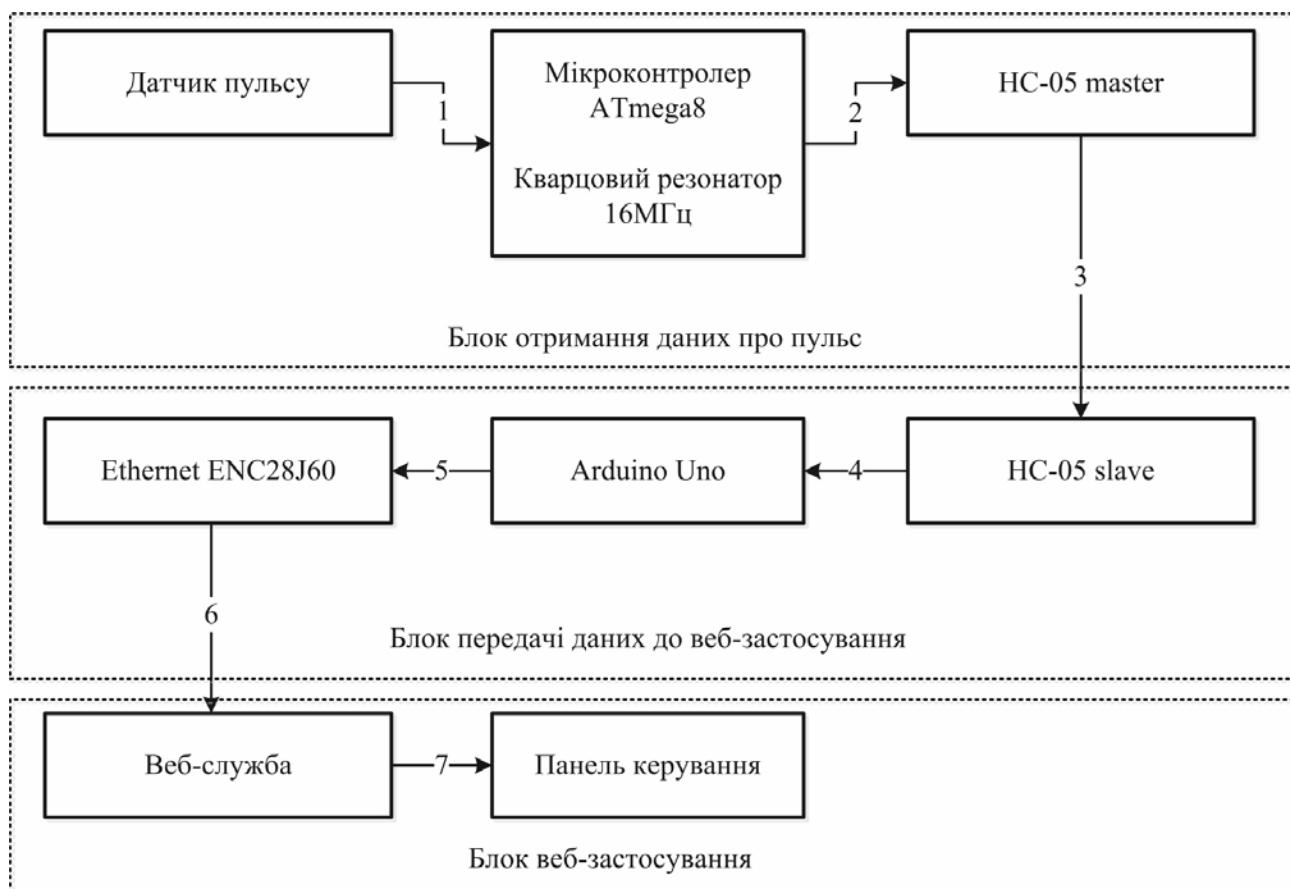 Датчик пульсу
1
Мікроконтролер
ATmega8
Кварцовий резонатор
16МГц
2
HC-05 master
3
Блок отримання даних про пульс
Ethernet ENC28J60
5
Arduino Uno
4
HC-05 slave
6
Блок передачі даних до веб-застосування
Веб-служба
7
Панель керування
Блок веб-застосування